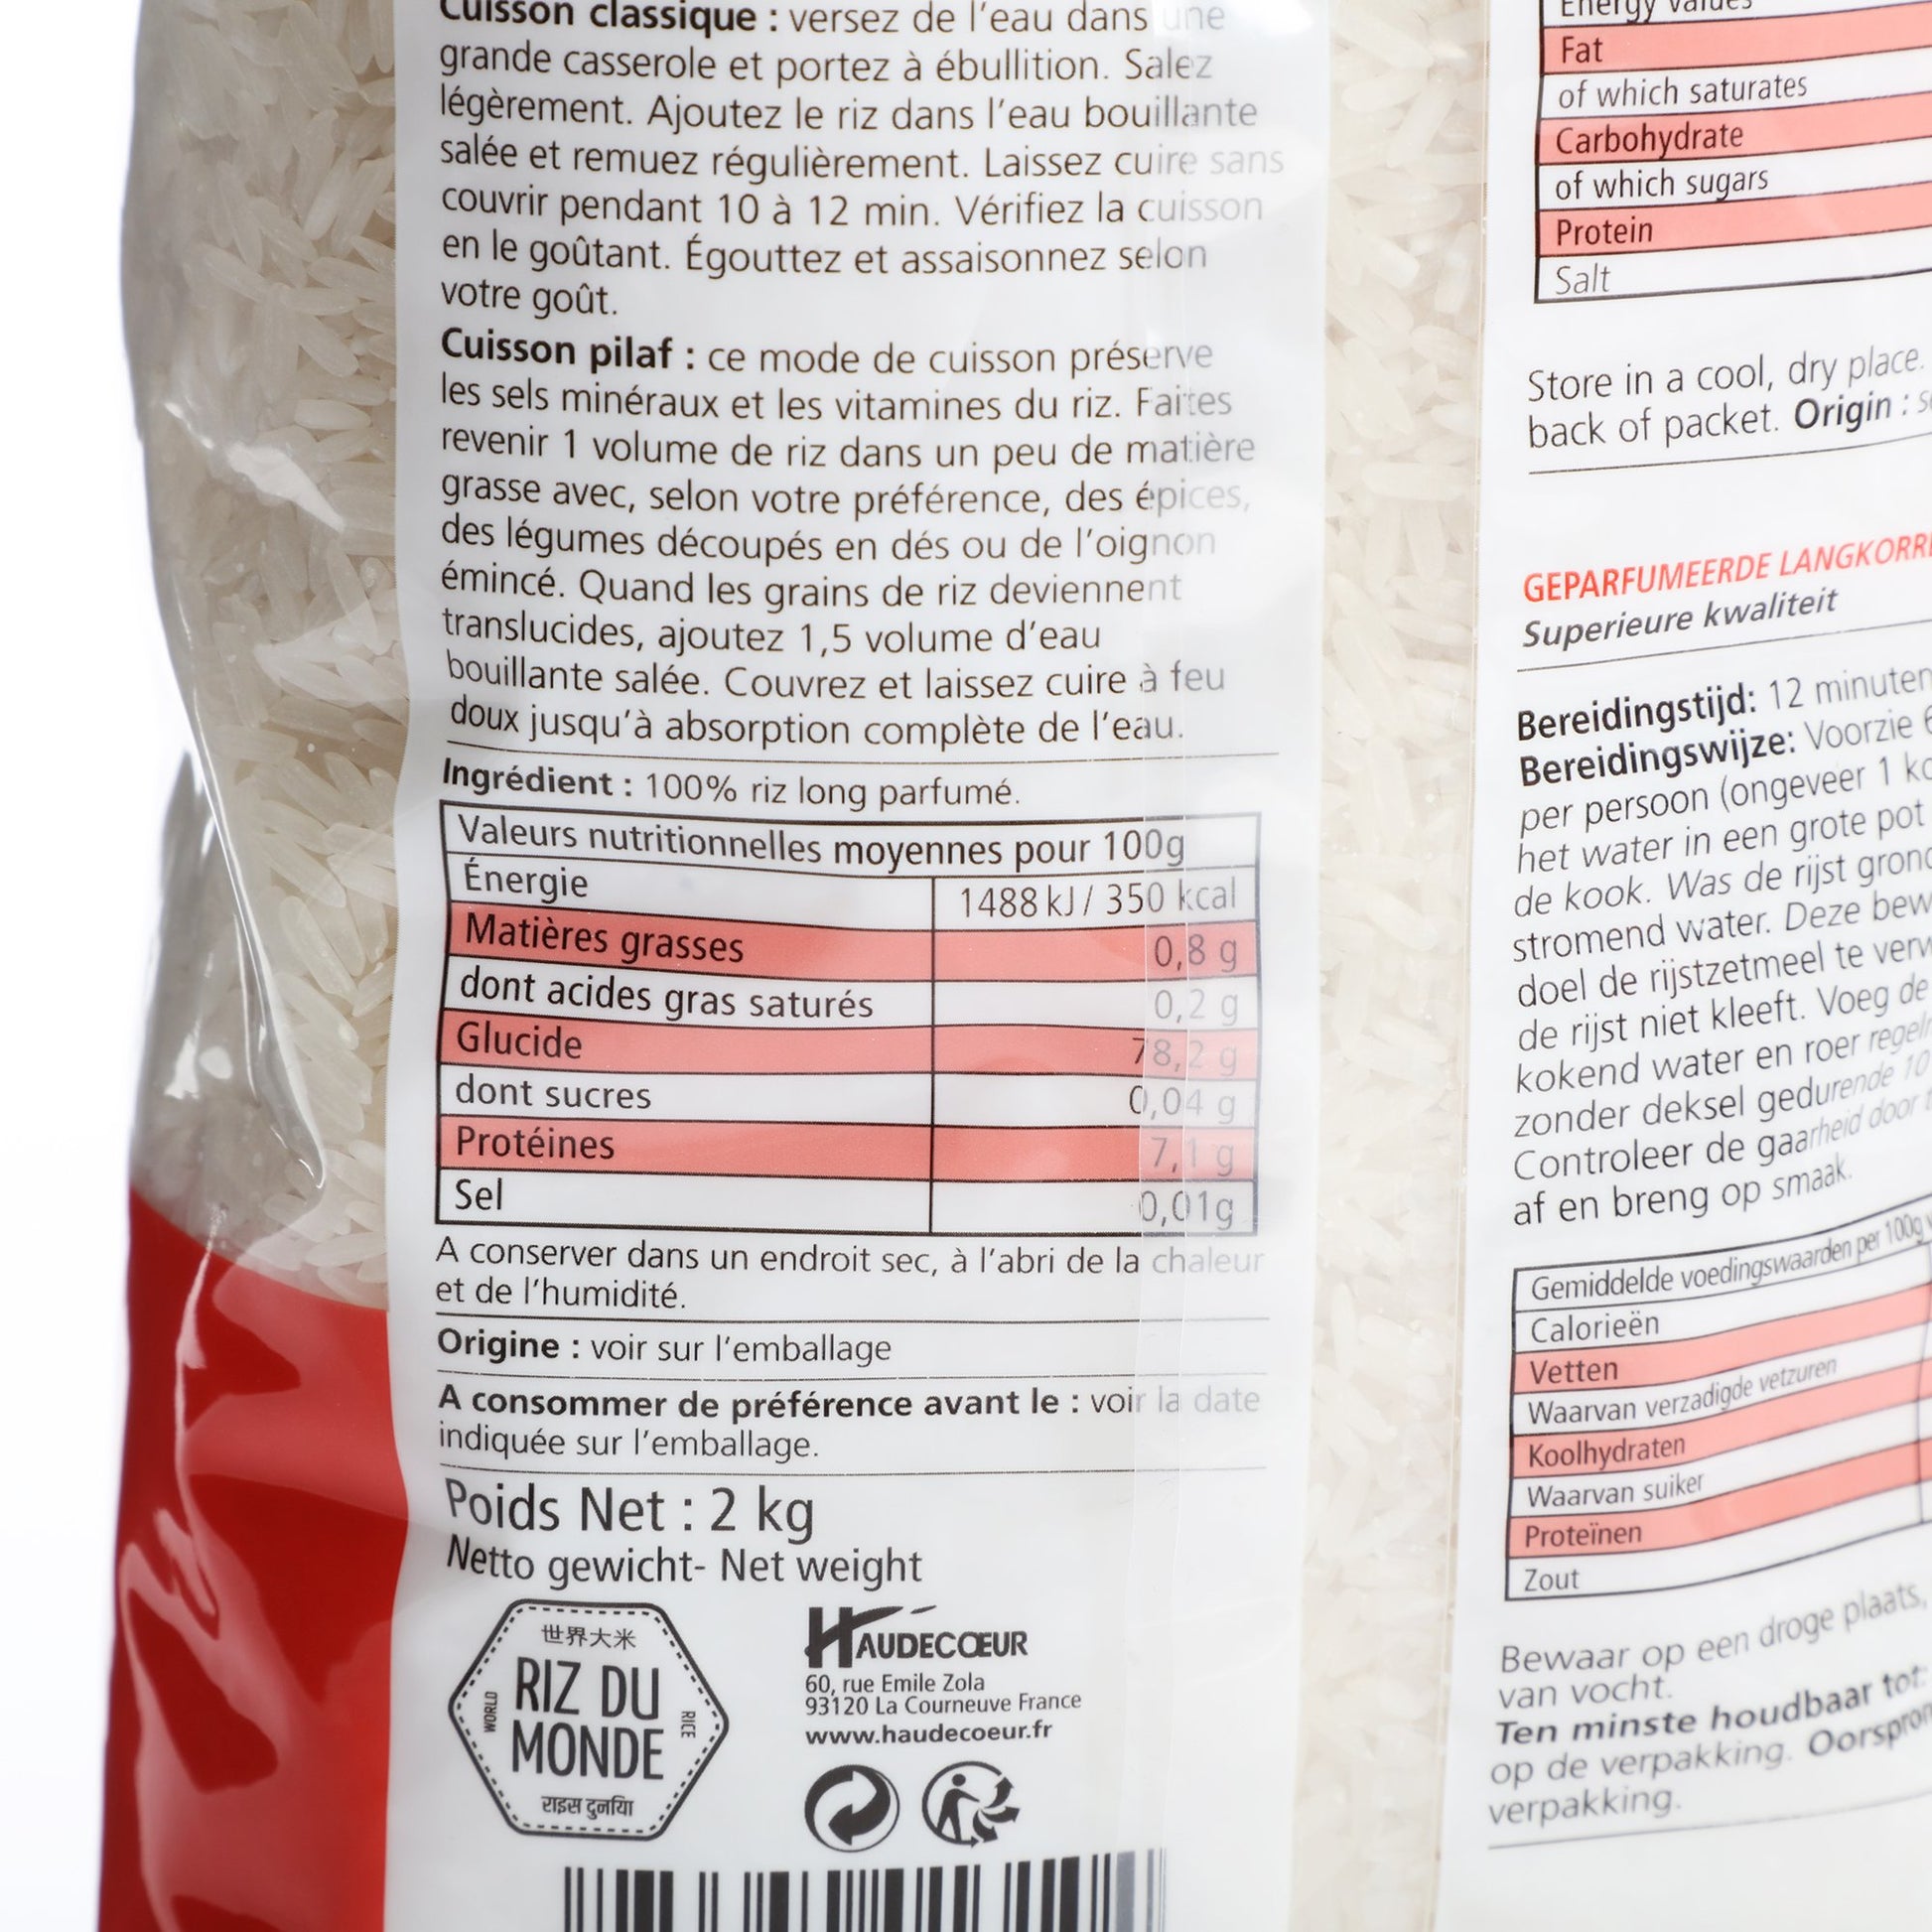 Cuisson classique : versez de l'eau dans une
grande casserole et portez à ébullition. Salez
légèrement. Ajoutez le riz dans l'eau bouillante
salée et remuez régulièrement. Laissez cuire sans
couvrir pendant 10 à 12 min. Vérifiez la cuisson
en le goûtant. Égouttez et assaisonnez selon
votre goût.
Cuisson pilaf : ce mode de cuisson préserve
les sels minéraux et les vitamines du riz. Faites
revenir 1 volume de riz dans un peu de matière
grasse avec, selon votre préférence, des épices,
des légumes découpés en dés ou de l'oignon
émincé. Quand les grains de riz deviennent
translucides, ajoutez 1,5 volume d'eau
bouillante salée. Couvrez et laissez cuire à feu
doux jusqu'à absorption complète de l'eau.
Ingrédient : 100% riz long parfumé.
Valeurs nutritionnelles moyennes pour 100g
Énergie 1488 kJ / 350 kcal
Matières grasses 0,8 g
dont acides gras saturés 0,2 g
Glucide 78,2 g
dont sucres 0,04 g
Protéines 7,1 g
Sel 0,01g
A conserver dans un endroit sec, à l'abri de la chaleur
et de l'humidité.
Origine : voir sur l'emballage
A consommer de préférence avant le : voir la date
indiquée sur l'emballage.
Poids Net : 2 kg
Netto gewicht- Net weight
世界大米
WORLD
RIZ DU
MONDE
RICE
राइस दुनिया
HAUDECŒUR
60, rue Emile Zola
93120 La Courneuve France
www.haudecoeur.fr
Energy values
Fat
of which saturates
Carbohydrate
of which sugars
Protein
Salt
Store in a cool, dry place.
back of packet. Origin :
GEPARFUMEERDE
Superieure kwaliteit
Bereidingstijd: 12 minuten
Bereidingswijze: Voorzie
per persoon (ongeveer 1
het water in een grote pot
de kook. Was de rijst
stromend water. Deze
doel de rijstzetmeel te
de rijst niet kleeft. Voeg de
kokend water en roer
zonder deksel gedurende 10
Controleer de gaarheid door
af en breng op smaak.
Gemiddelde voedingswaarden per 100g
Calorieën
Vetten
Waarvan verzadigde vetzuren
Koolhydraten
Waarvan suiker
Proteïnen
Zout
Bewaar op een droge plaats,
van vocht.
Ten minste houdbaar tot:
op de verpakking.
verpakking.